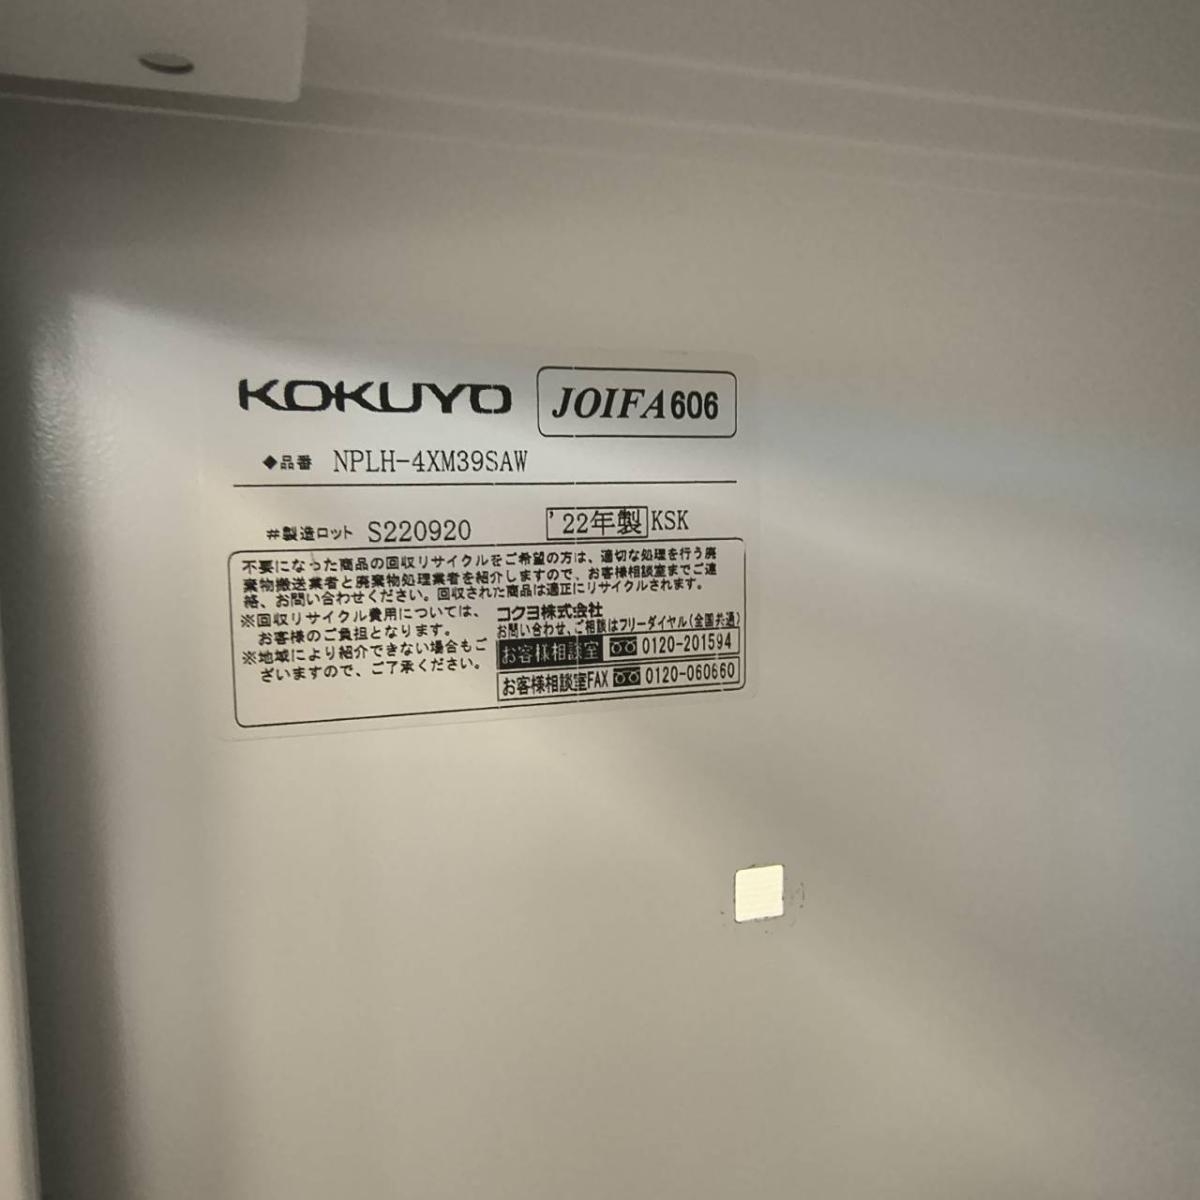 KOKUYO JOIFA606
◆品番 NPLH-4XM39SAW
#製造ロット S220920 '22年製 KSK
不要になった商品の回収リサイクルをご希望の方は、適切な処理を行う廃
棄物搬送業者と廃棄物処理業者を紹介しますので、お客様相談室までご連
絡、お問い合わせください。回収された商品は適正にリサイクルされます。
※回収リサイクル費用については、
お客様のご負担となります。
※地域により紹介できない場合もご
ざいますので、ご了承ください。
コクヨ株式会社
お問い合わせ、ご相談はフリーダイヤル(全国共通)
お客様相談室 0120-201594
お客様相談室FAX 0120-060660